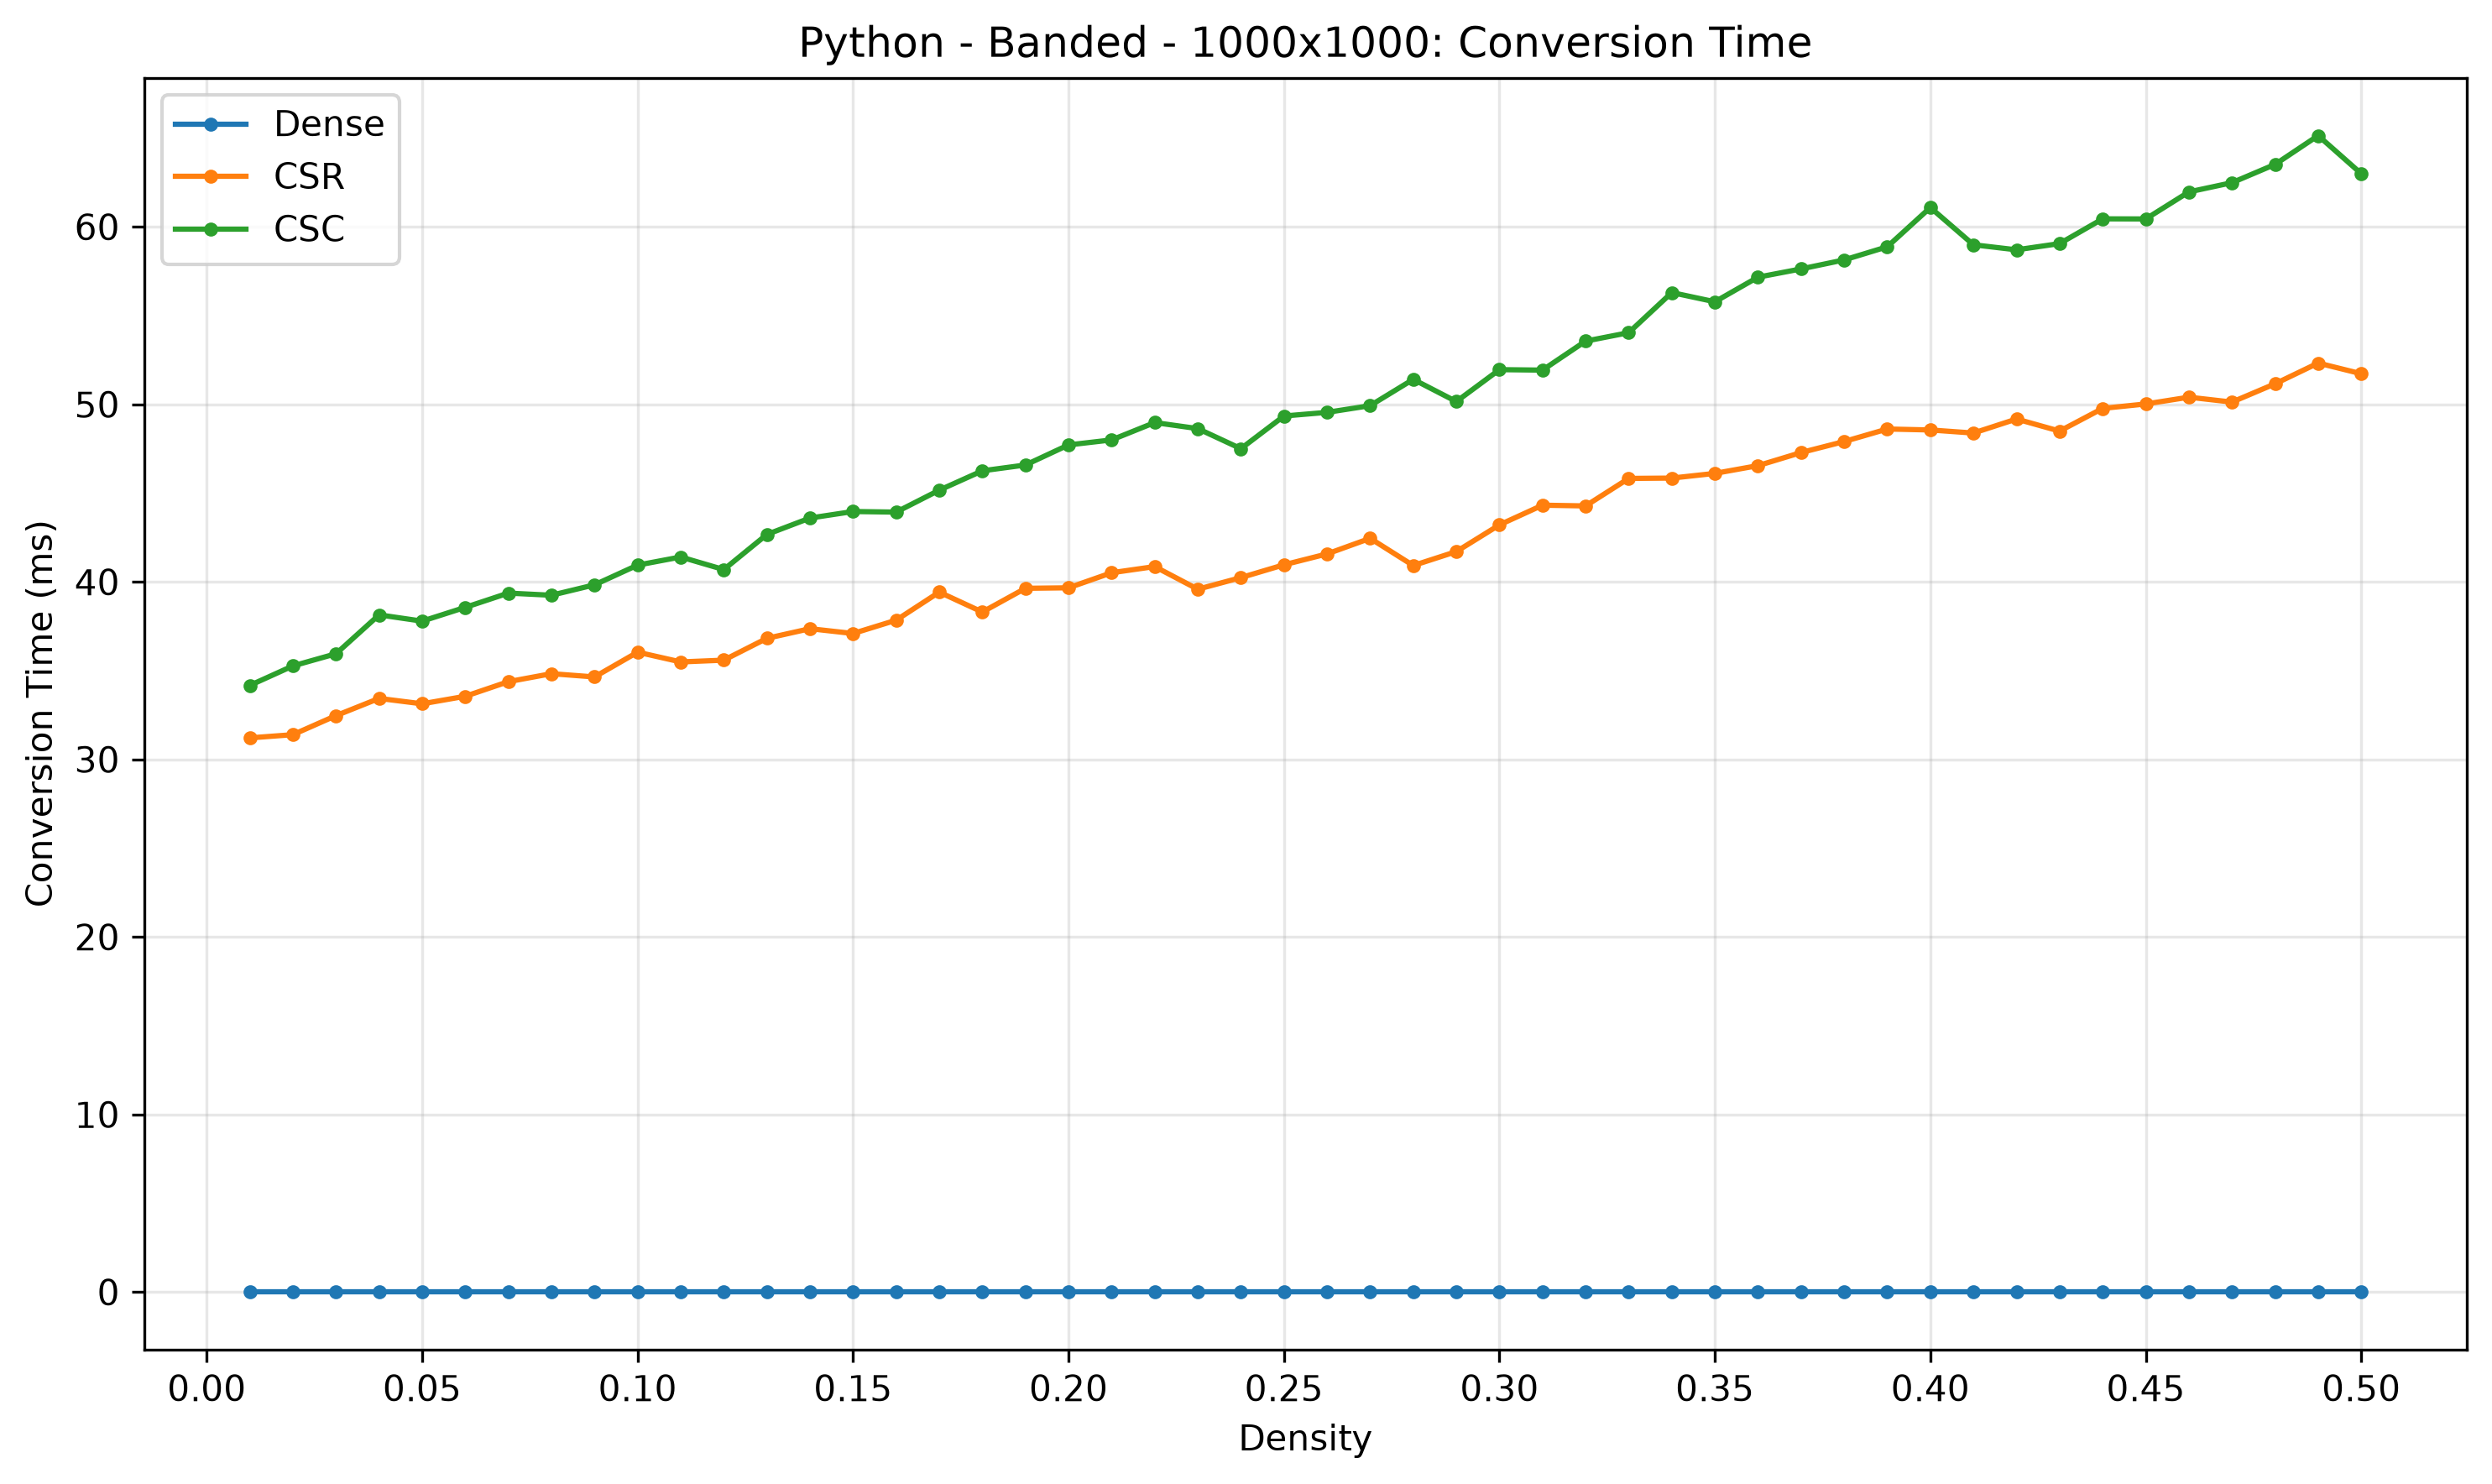 Python - Banded - 1000x1000: Conversion Time
Dense
CSR
CSC
Conversion Time (ms)
60
50
40
30
20
10
0
0.00 0.05 0.10 0.15 0.20 0.25 0.30 0.35 0.40 0.45 0.50
Density